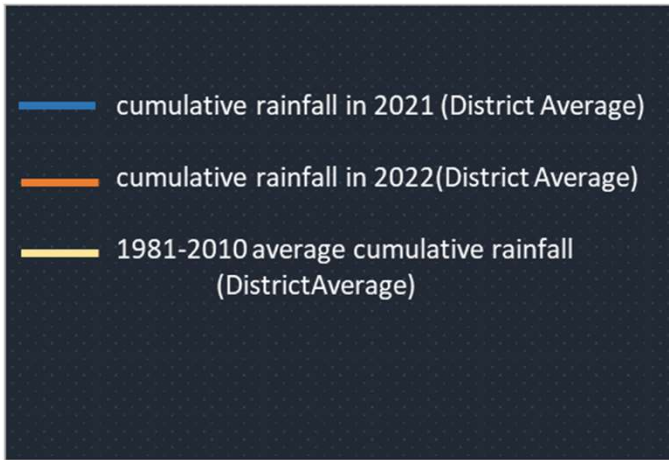 cumulative rainfall in 2021 (District Average)
cumulative rainfall in 2022(District Average)
1981-2010 average cumulative rainfall
(DistrictAverage)